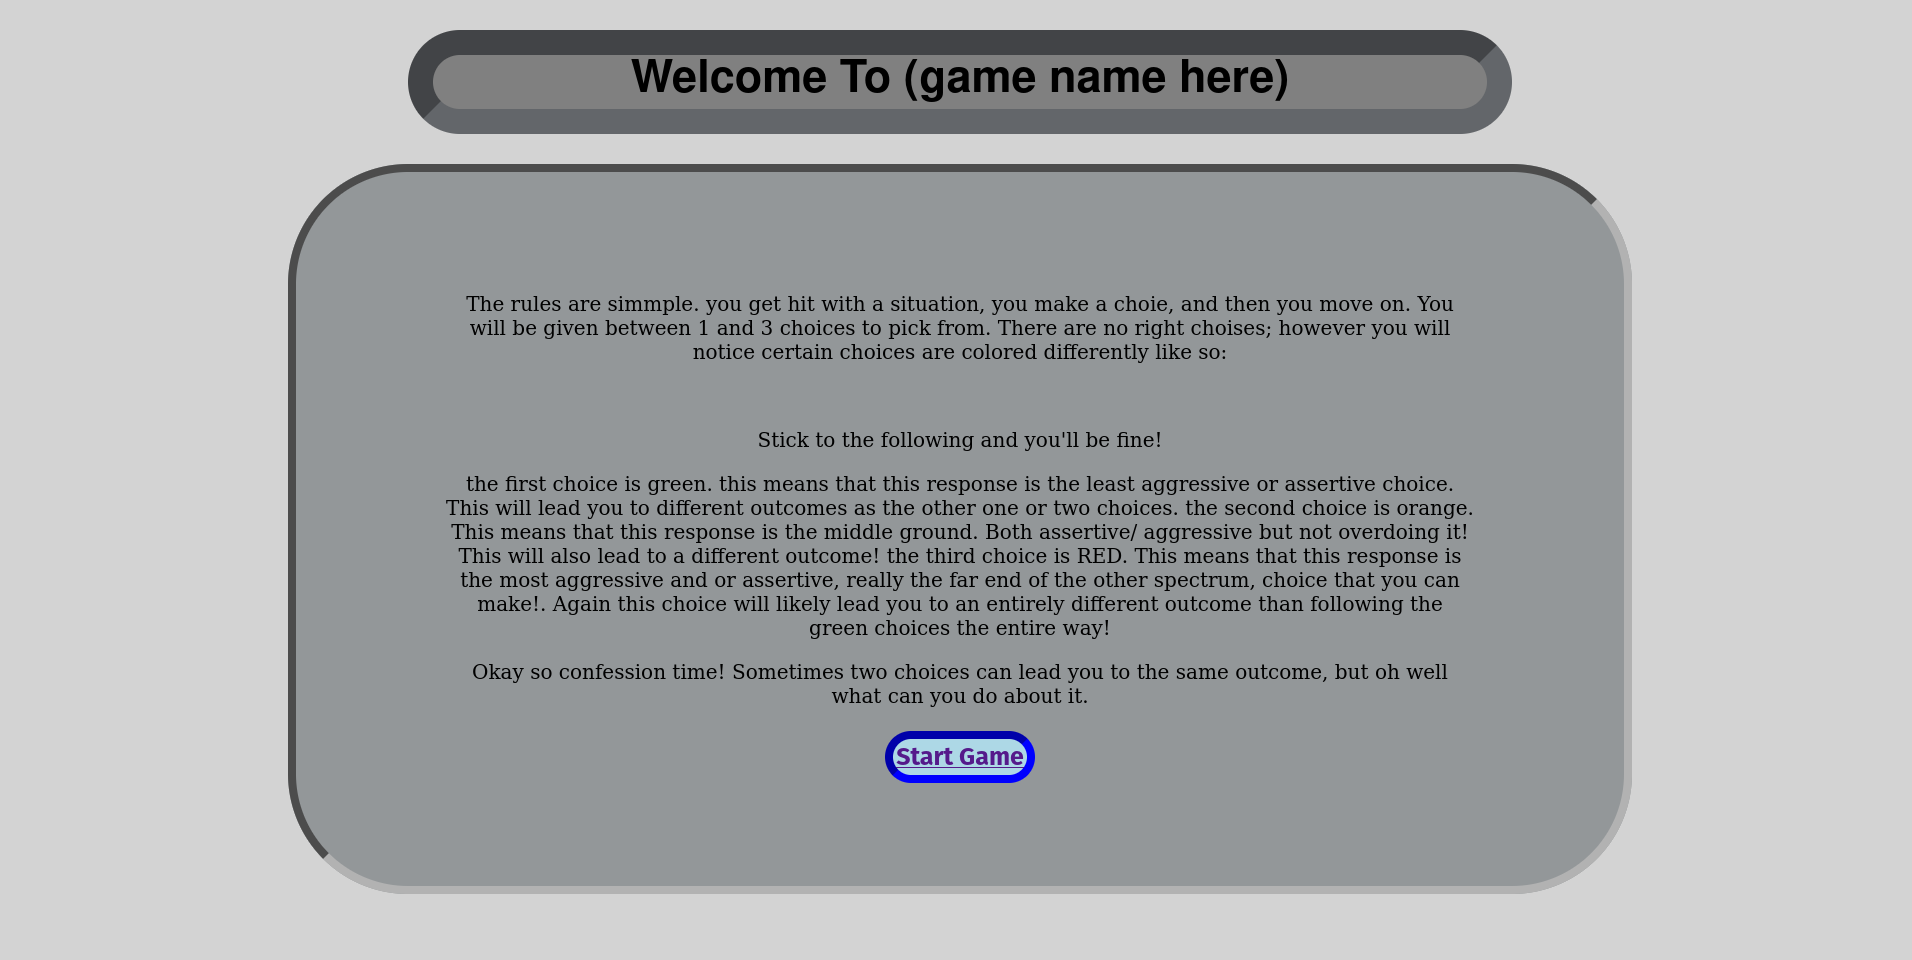 Welcome To (game name here)
The rules are simmple. you get hit with a situation, you make a choie, and then you move on. You
will be given between 1 and 3 choices to pick from. There are no right choises; however you will
notice certain choices are colored differently like so:
Stick to the following and you'll be fine!
the first choice is green. this means that this response is the least aggressive or assertive choice.
This will lead you to different outcomes as the other one or two choices. the second choice is orange.
This means that this response is the middle ground. Both assertive/ aggressive but not overdoing it!
This will also lead to a different outcome! the third choice is RED. This means that this response is
the most aggressive and or assertive, really the far end of the other spectrum, choice that you can
make!. Again this choice will likely lead you to an entirely different outcome than following the
green choices the entire way!
Okay so confession time! Sometimes two choices can lead you to the same outcome, but oh well
what can you do about it.
Start Game